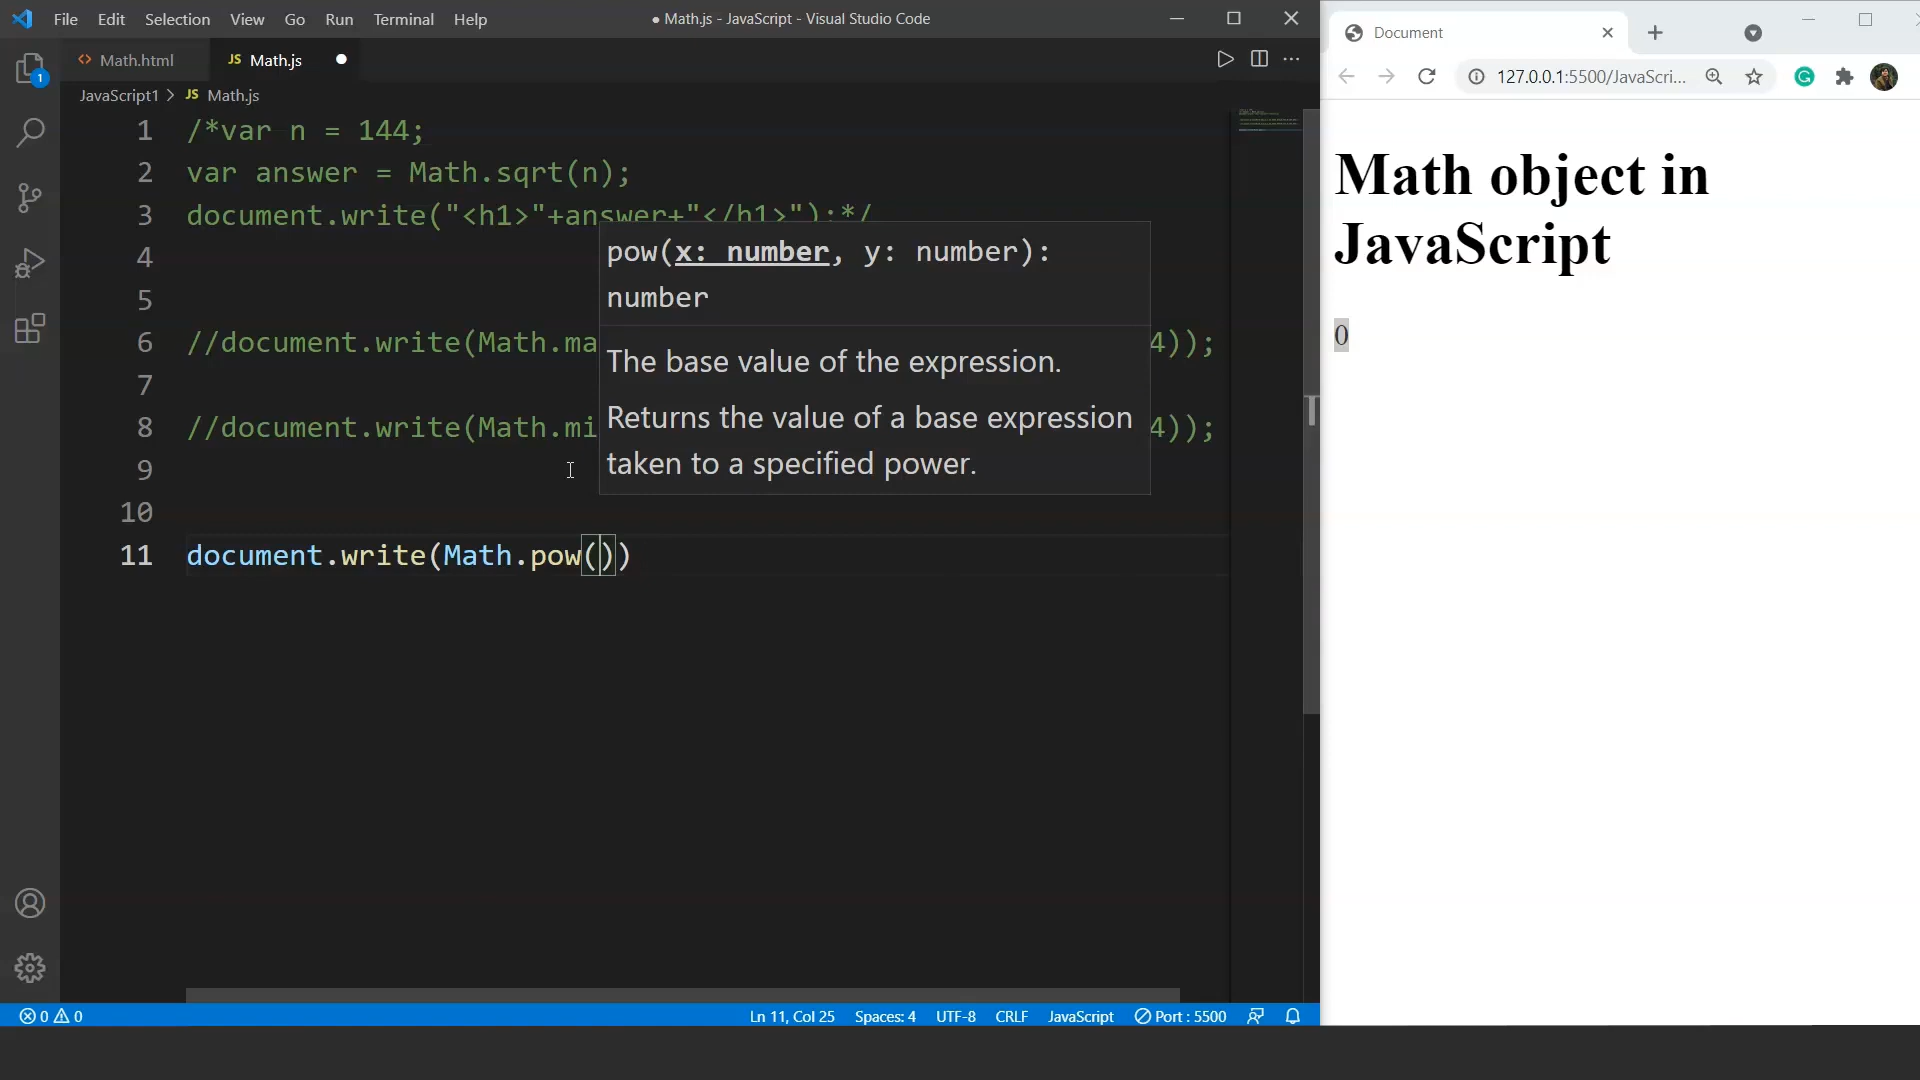 File Edit Selection View Go Run Terminal Help
● Math.js - JavaScript - Visual Studio Code
Math.html
JS Math.js
JavaScript1 > JS Math.js
1 /*var n = 144;
2 var answer = Math.sqrt(n);
3 document.write("<h1>"+answer+"</h1>");*/
4
5
6 //document.write(Math.ma 4));
7
8 //document.write(Math.mi 4));
9
10
11 document.write(Math.pow())
pow(x: number, y: number):
number
The base value of the expression.
Returns the value of a base expression
taken to a specified power.
1
0 0
Ln 11, Col 25 Spaces: 4 UTF-8 CRLF JavaScript Port : 5500
Document
127.0.0.1:5500/JavaScri...
Math object in
JavaScript
0